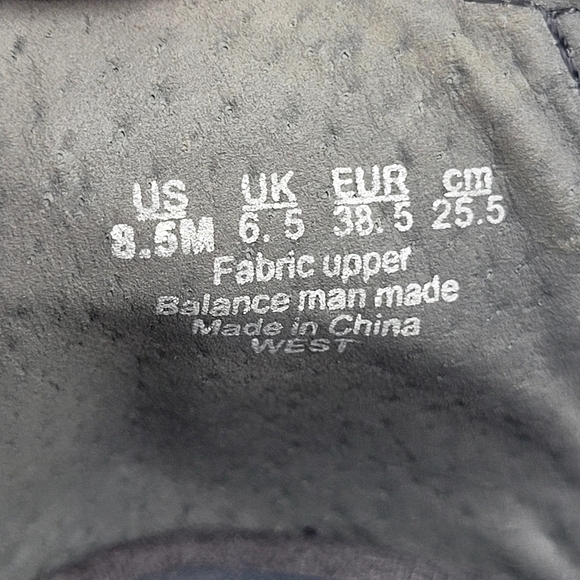 US UK EUR cm
8.5M 6.5 38.5 25.5
Fabric upper
Balance man made
Made in China
WEST